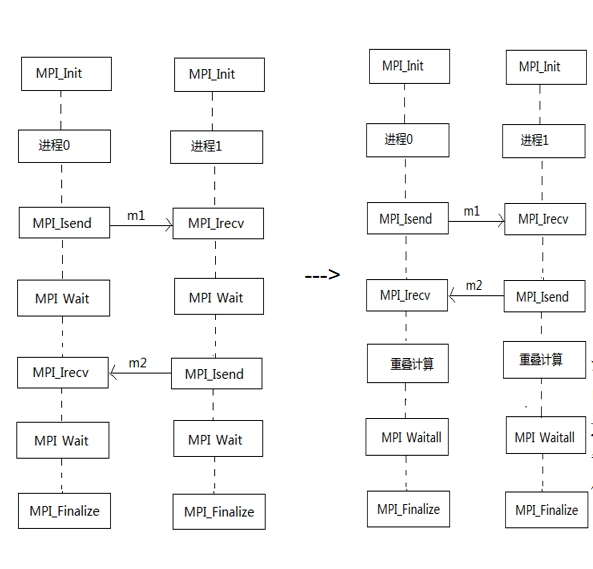 MPI_Init MPI_Init MPI_Init MPI_Init
进程0 进程1 进程0 进程1
MPI_Isend m1 MPI_Irecv MPI_Isend m1 MPI_Irecv
--->
MPI Wait MPI Wait MPI_Irecv m2 MPI_Isend
MPI_Irecv m2 MPI_Isend 重叠计算 重叠计算
MPI Wait MPI Wait MPI Waitall MPI Waitall
MPI_Finalize MPI_Finalize MPI_Finalize MPI_Finalize